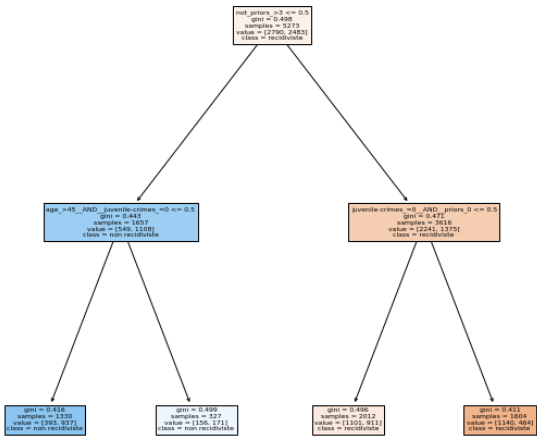 not_priors_>3 <= 0.5
gini = 0.498
samples = 5273
value = [2790, 2483]
class = recidiviste
age_>45__AND__juvenile-crimes_=0 <= 0.5
gini = 0.443
samples = 1657
value = [549, 1108]
class = non recidiviste
juvenile-crimes_=0__AND__priors_0 <= 0.5
gini = 0.471
samples = 3616
value = [2241, 1375]
class = recidiviste
gini = 0.416
samples = 1330
value = [393, 937]
class = non recidiviste
gini = 0.499
samples = 327
value = [156, 171]
class = non recidiviste
gini = 0.496
samples = 2012
value = [1101, 911]
class = recidiviste
gini = 0.411
samples = 1604
value = [1140, 464]
class = recidiviste